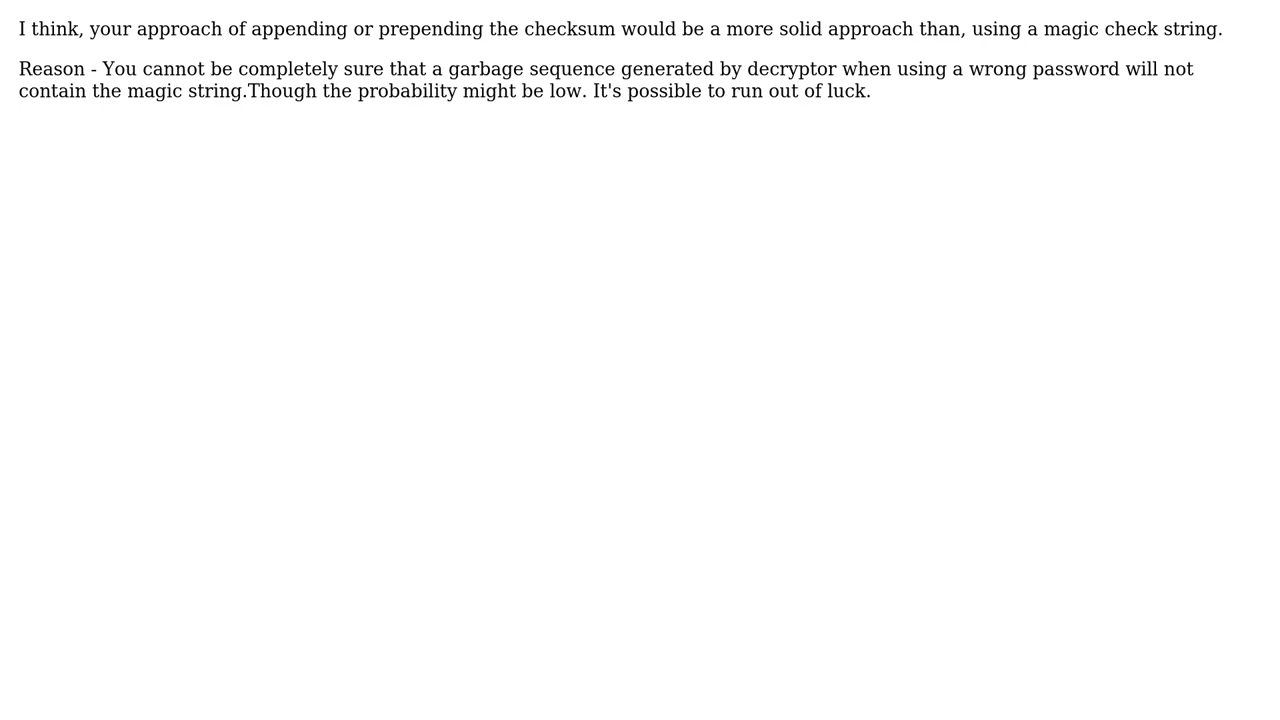 I think, your approach of appending or prepending the checksum would be a more solid approach than, using a magic check string.
Reason - You cannot be completely sure that a garbage sequence generated by decryptor when using a wrong password will not
contain the magic string.Though the probability might be low. It's possible to run out of luck.